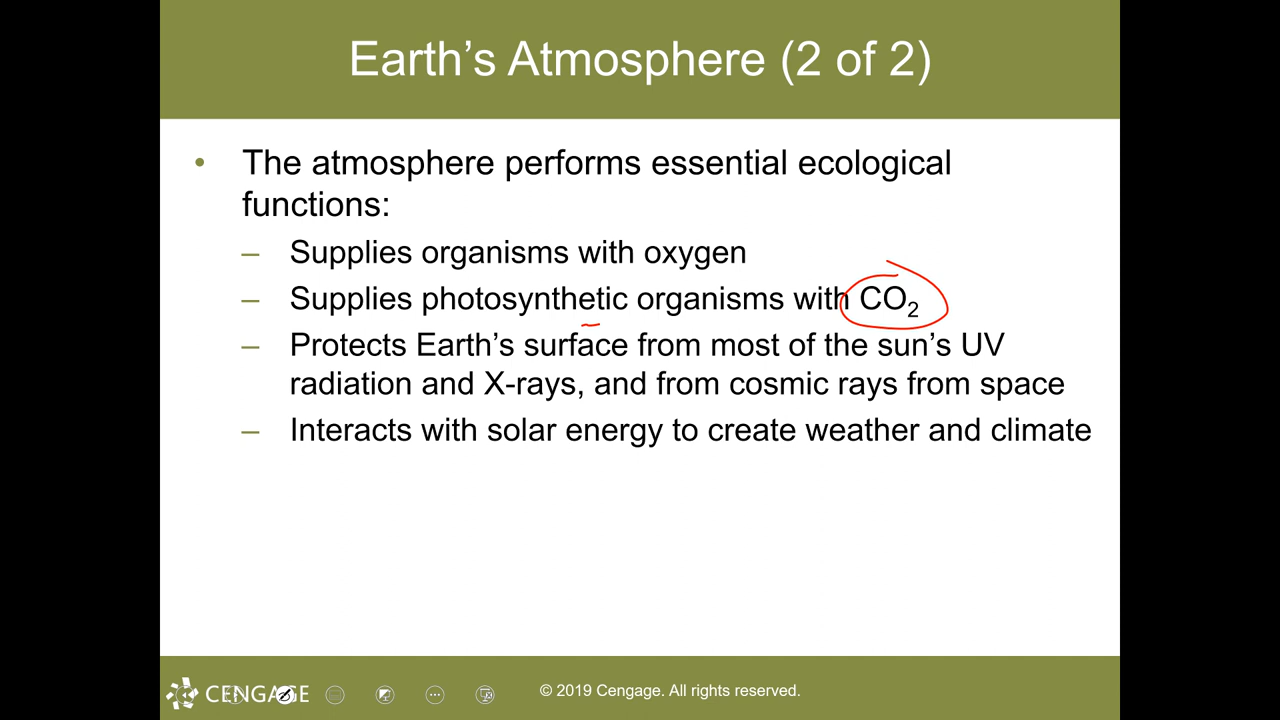 Earth’s Atmosphere (2 of 2)
• The atmosphere performs essential ecological
functions:
– Supplies organisms with oxygen
– Supplies photosynthetic organisms with CO₂
– Protects Earth’s surface from most of the sun’s UV
radiation and X-rays, and from cosmic rays from space
– Interacts with solar energy to create weather and climate
CENGAGE
© 2019 Cengage. All rights reserved.